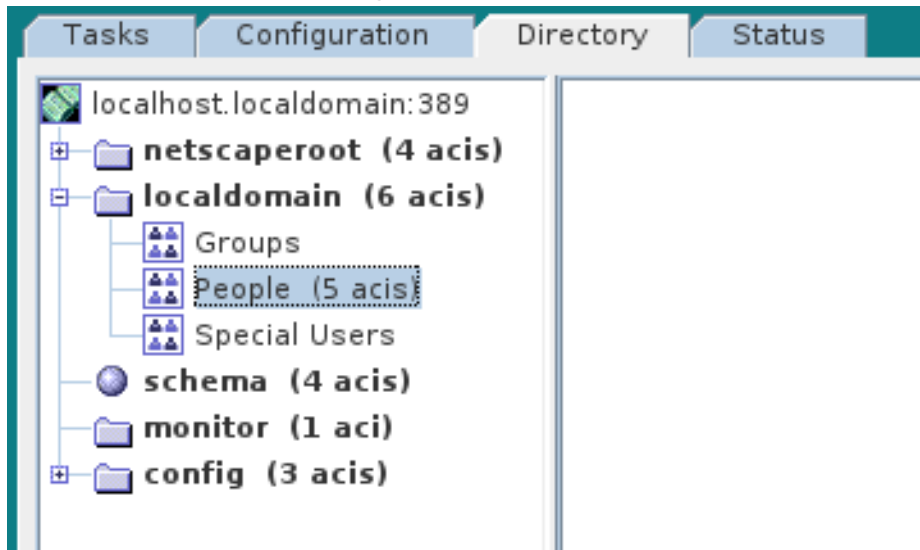 Tasks Configuration Directory Status
localhost.localdomain:389
netscaperoot (4 acis)
localdomain (6 acis)
Groups
People (5 acis)
Special Users
schema (4 acis)
monitor (1 aci)
config (3 acis)